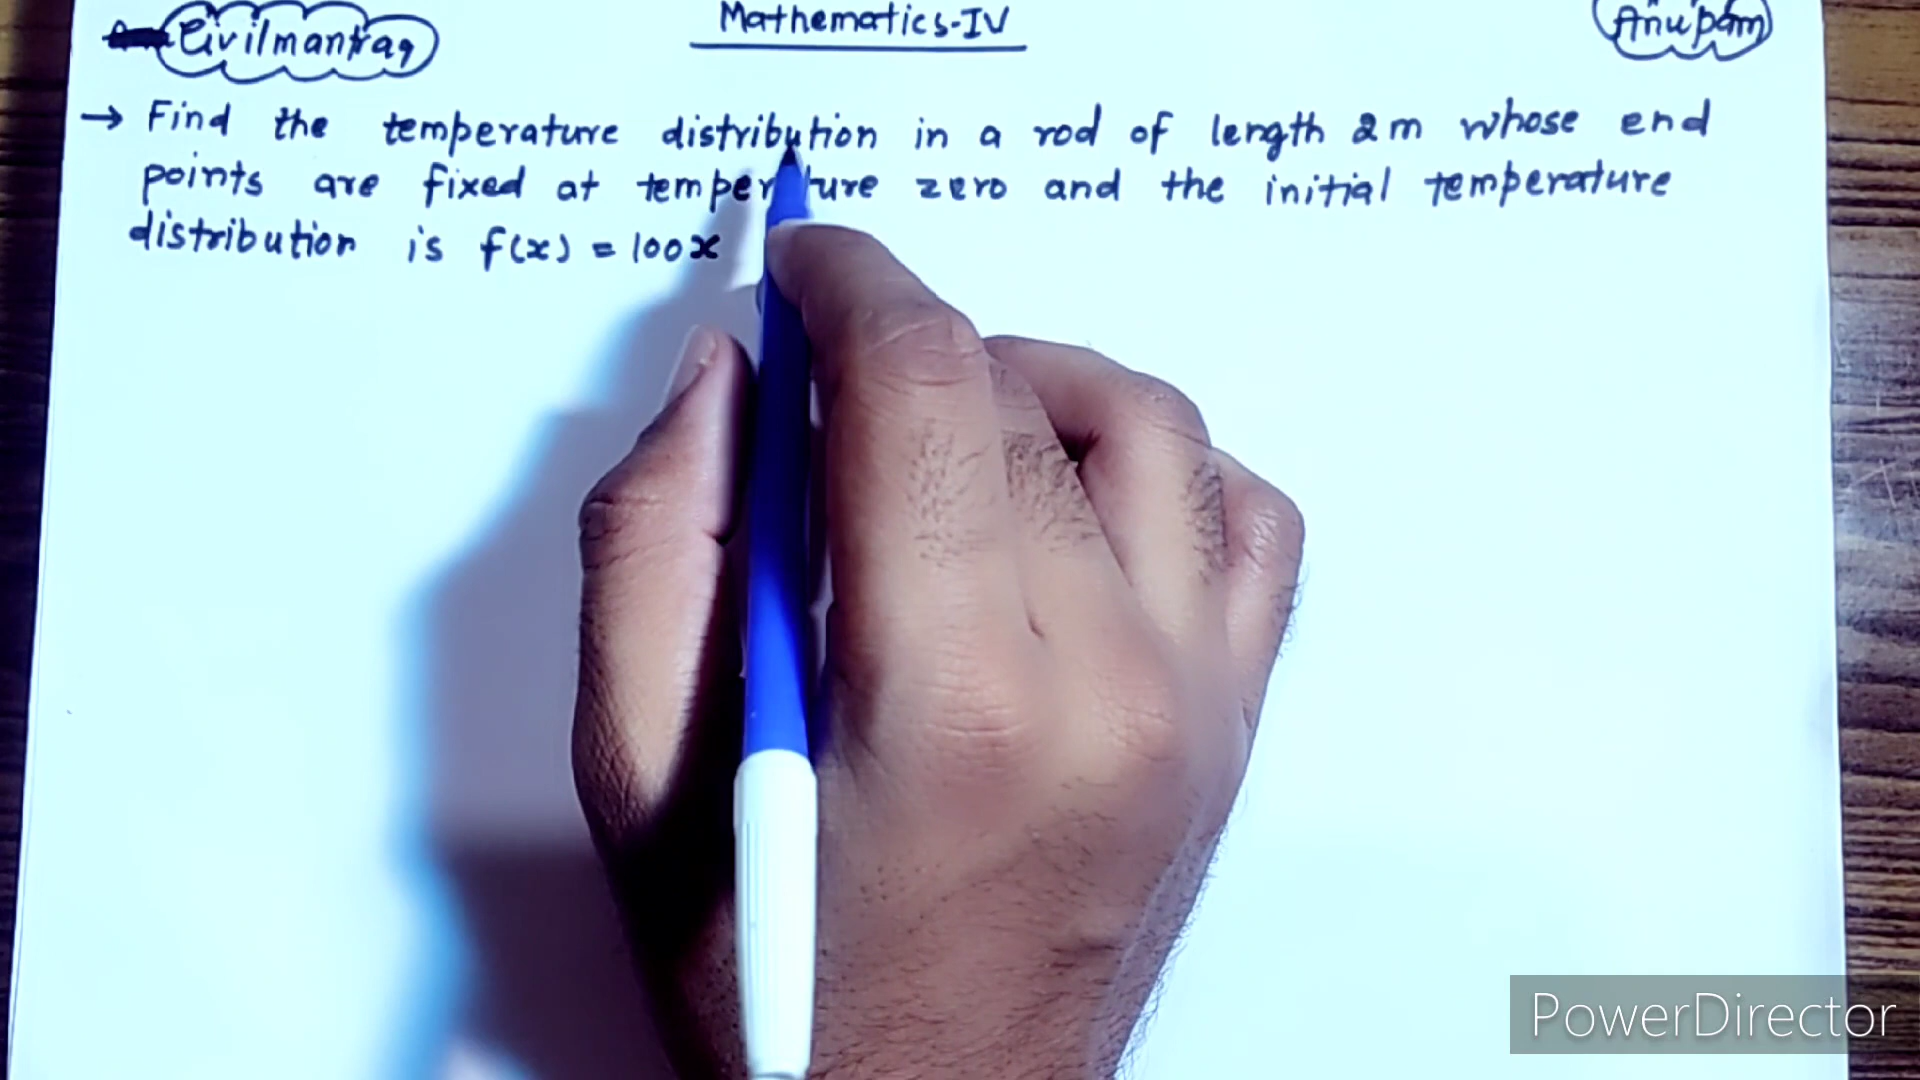 Civilmantraa
Mathematics-IV
Anupam
→ Find the temperature distribution in a rod of length 2m whose end
points are fixed at temperature zero and the initial temperature
distribution is f(x) = 100x
PowerDirector